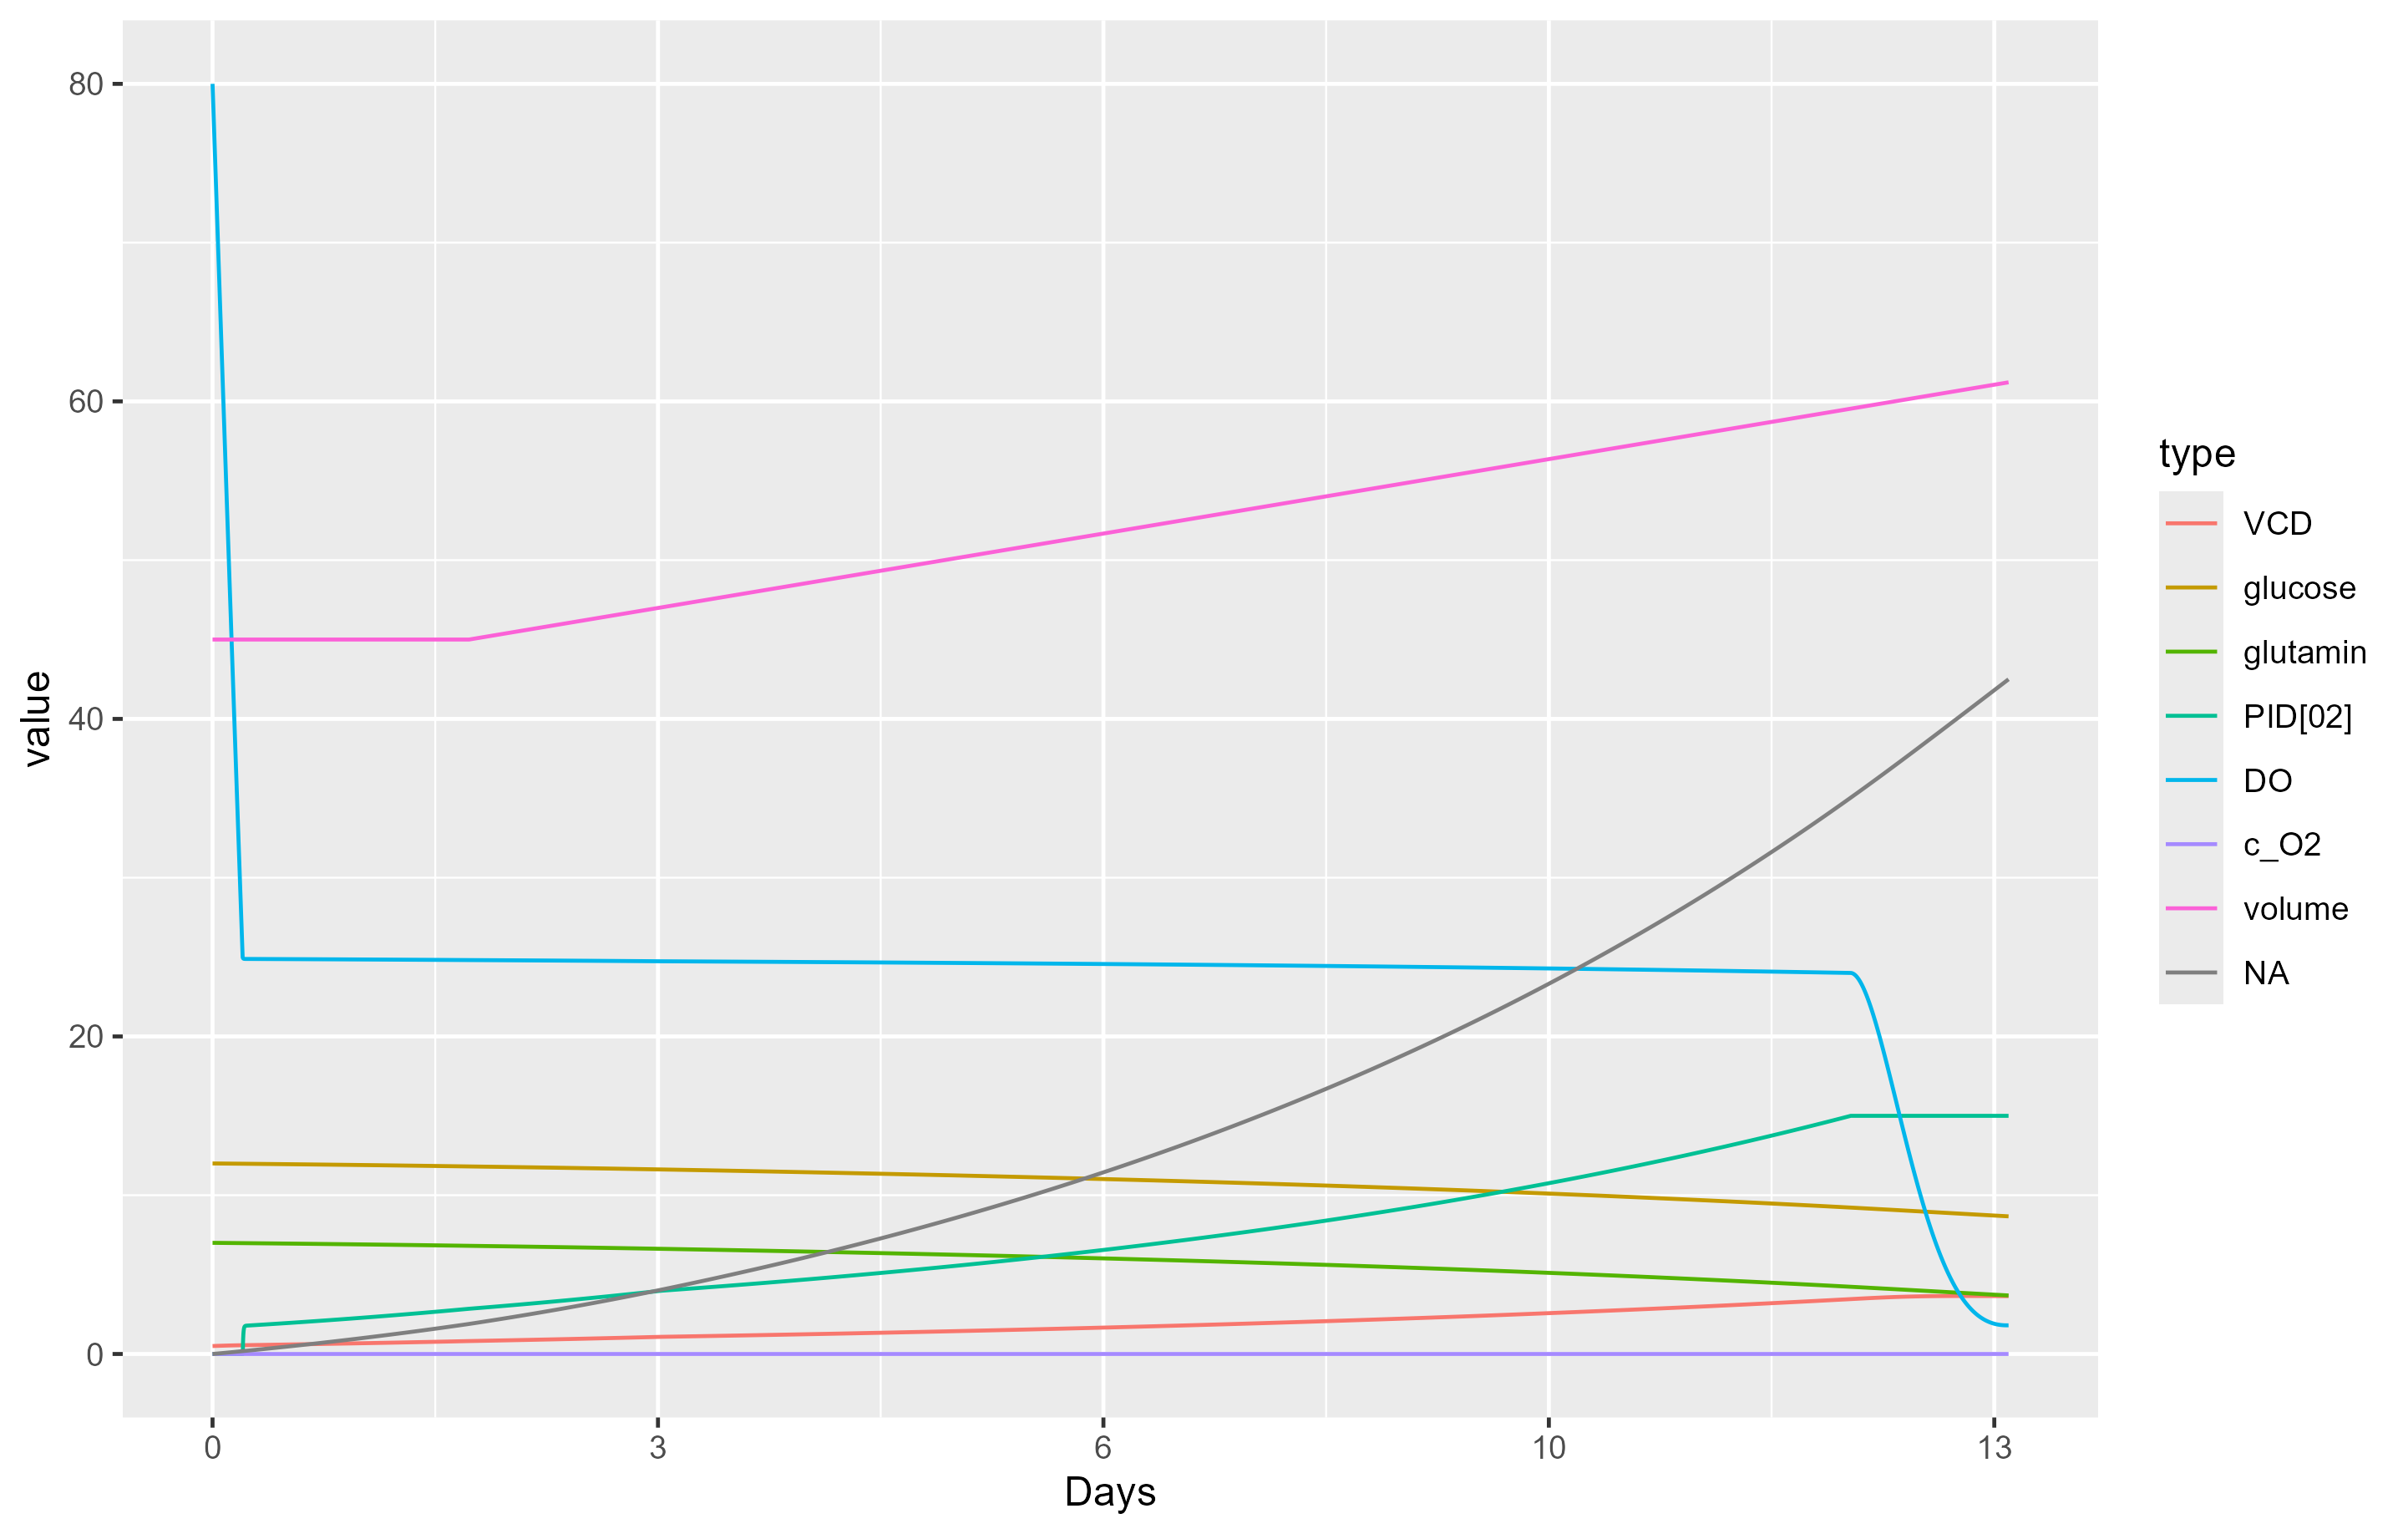 80
60
40
20
0
value
0 3 6 10 13
Days
type
VCD
glucose
glutamin
PID[02]
DO
c_O2
volume
NA